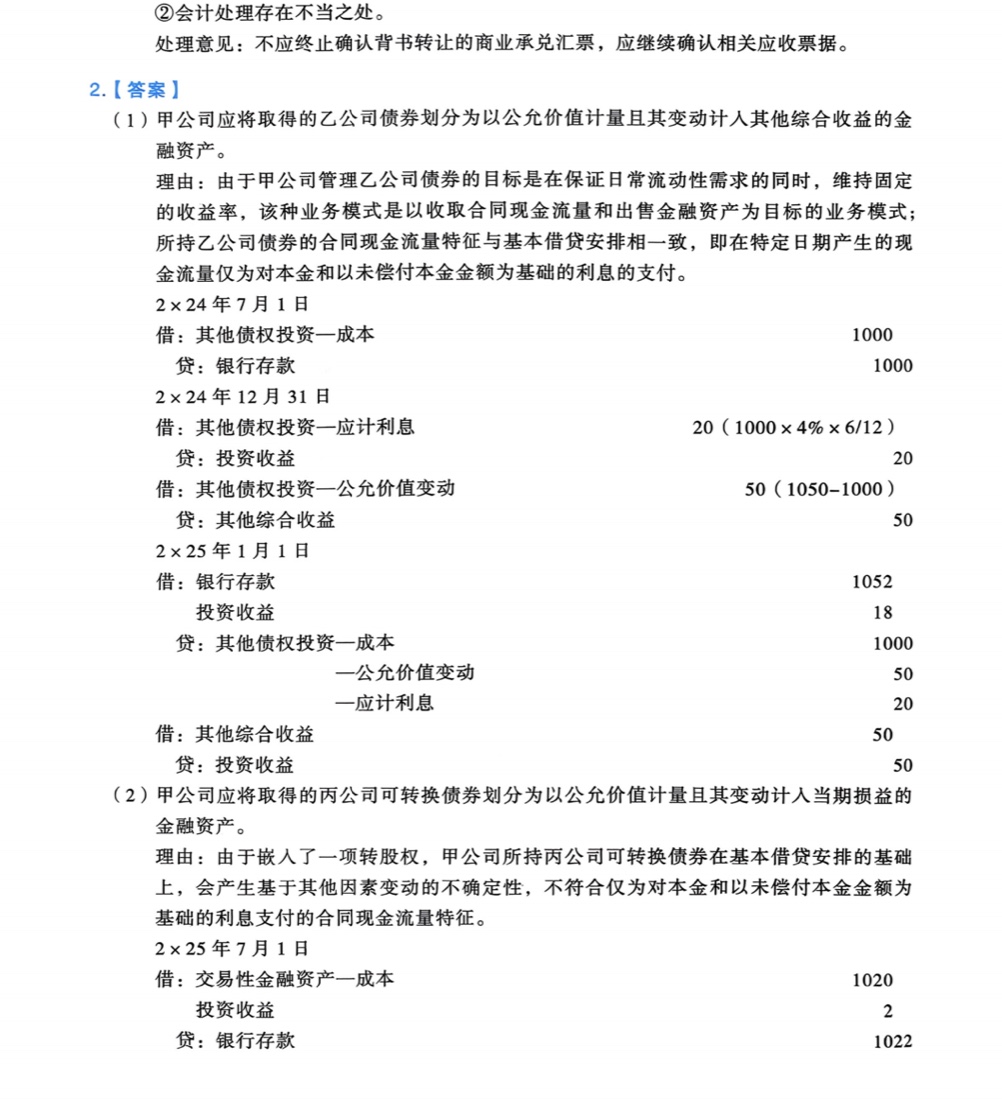 ②会计处理存在不当之处。
处理意见：不应终止确认背书转让的商业承兑汇票，应继续确认相关应收票据。
2.【答案】
（1）甲公司应将取得的乙公司债券划分为以公允价值计量且其变动计入其他综合收益的金
融资产。
理由：由于甲公司管理乙公司债券的目标是在保证日常流动性需求的同时，维持固定
的收益率，该种业务模式是以收取合同现金流量和出售金融资产为目标的业务模式；
所持乙公司债券的合同现金流量特征与基本借贷安排相一致，即在特定日期产生的现
金流量仅为对本金和以未偿付本金金额为基础的利息的支付。
2×24年7月1日
借：其他债权投资—成本 1000
贷：银行存款 1000
2×24年12月31日
借：其他债权投资—应计利息 20（1000×4%×6/12）
贷：投资收益 20
借：其他债权投资—公允价值变动 50（1050-1000）
贷：其他综合收益 50
2×25年1月1日
借：银行存款 1052
投资收益 18
贷：其他债权投资—成本 1000
—公允价值变动 50
—应计利息 20
借：其他综合收益 50
贷：投资收益 50
（2）甲公司应将取得的丙公司可转换债券划分为以公允价值计量且其变动计入当期损益的
金融资产。
理由：由于嵌入了一项转股权，甲公司所持丙公司可转换债券在基本借贷安排的基础
上，会产生基于其他因素变动的不确定性，不符合仅为对本金和以未偿付本金金额为
基础的利息支付的合同现金流量特征。
2×25年7月1日
借：交易性金融资产—成本 1020
投资收益 2
贷：银行存款 1022